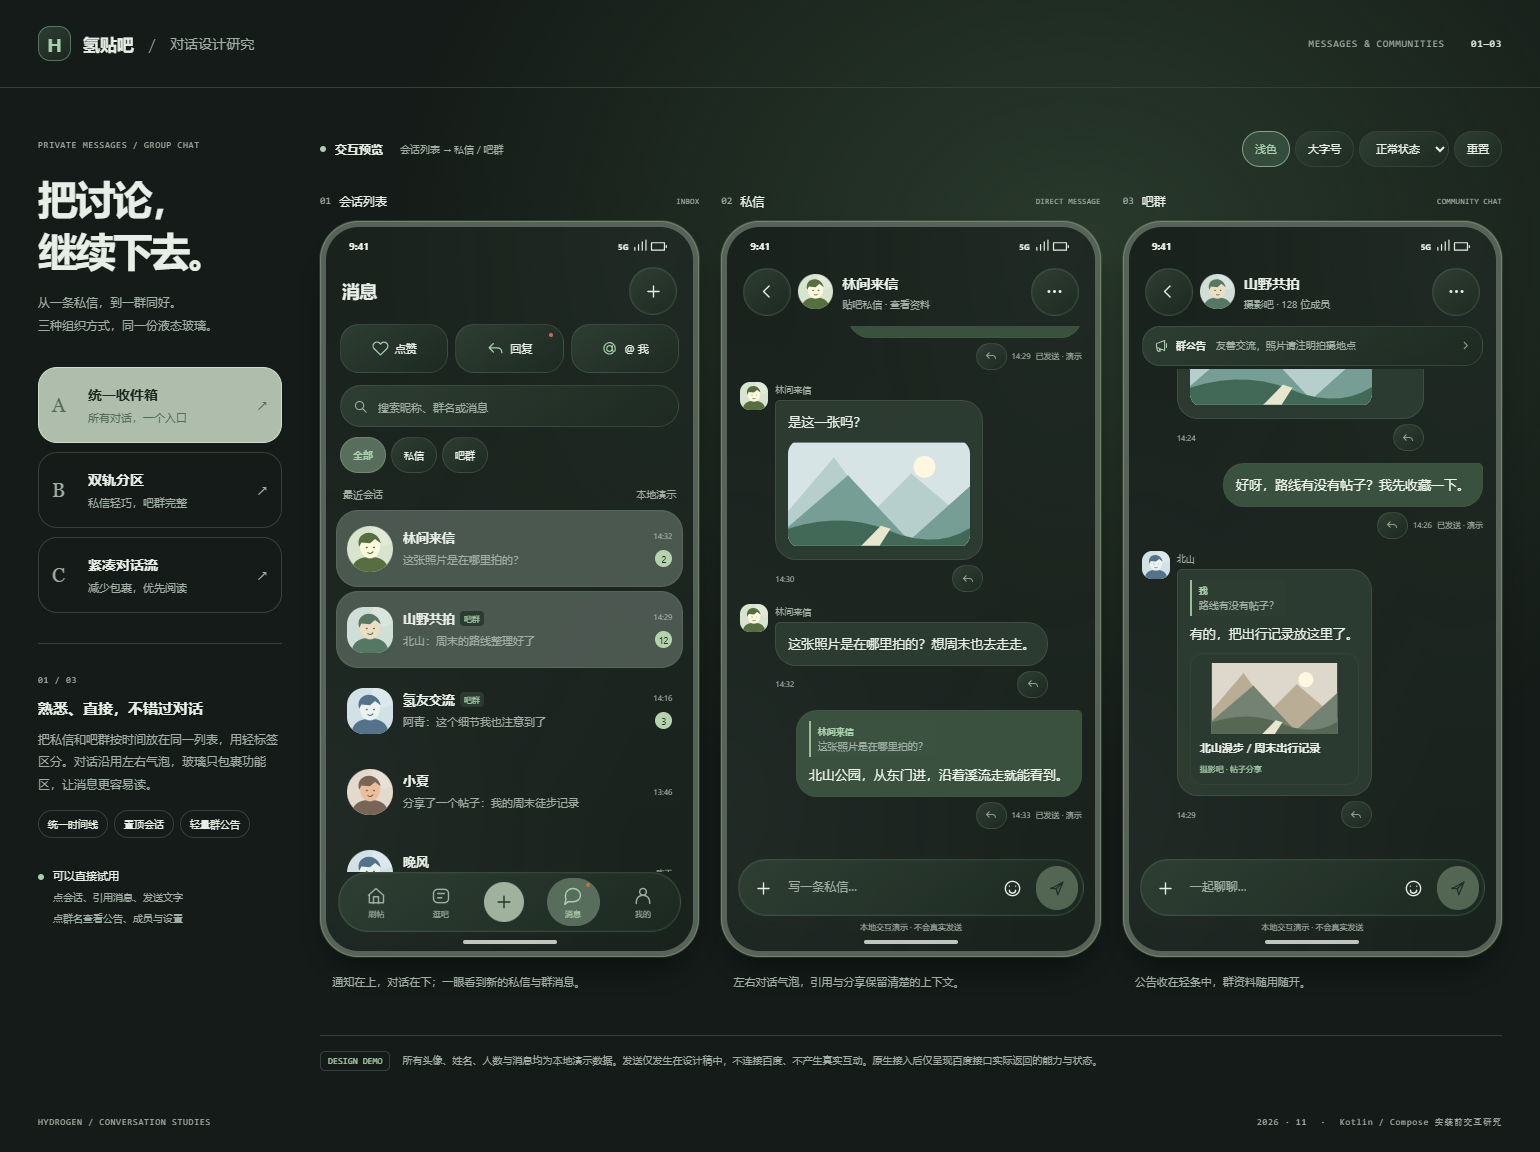 H 氢贴吧 / 对话设计研究
MESSAGES & COMMUNITIES 01—03
PRIVATE MESSAGES / GROUP CHAT
把讨论，
继续下去。
从一条私信，到一群同好。
三种组织方式，同一份液态玻璃。
A 统一收件箱 ↗
所有对话，一个入口
B 双轨分区 ↗
私信轻巧，吧群完整
C 紧凑对话流 ↗
减少包裹，优先阅读
01 / 03
熟悉、直接，不错过对话
把私信和吧群按时间放在同一列表，用轻标签
区分。对话沿用左右气泡，玻璃只包裹功能
区，让消息更容易读。
统一时间线 置顶会话 轻量群公告
可以直接试用
点会话、引用消息、发送文字
点群名查看公告、成员与设置
交互预览 会话列表 → 私信 / 吧群
浅色 大字号 正常状态 重置
01 会话列表 INBOX
9:41 5G
消息
点赞 回复 @ 我
搜索昵称、群名或消息
全部 私信 吧群
最近会话 本地演示
林间来信 14:32
这张照片是在哪里拍的？ 2
山野共拍 吧群 14:29
北山：周末的路线整理好了 12
氢友交流 吧群 14:16
阿青：这个细节我也注意到了 3
小夏 13:46
分享了一个帖子：我的周末徒步记录
晚风
刷帖 逛吧 消息 我的
通知在上，对话在下；一眼看到新的私信与群消息。
02 私信 DIRECT MESSAGE
9:41 5G
林间来信
贴吧私信 · 查看资料
14:29 已发送 · 演示
林间来信
是这一张吗？
14:30
林间来信
这张照片是在哪里拍的？想周末也去走走。
14:32
林间来信
这张照片是在哪里拍的？
北山公园，从东门进，沿着溪流走就能看到。
14:33 已发送 · 演示
写一条私信...
本地交互演示 · 不会真实发送
左右对话气泡，引用与分享保留清楚的上下文。
03 吧群 COMMUNITY CHAT
9:41 5G
山野共拍
摄影吧 · 128 位成员
群公告 友善交流，照片请注明拍摄地点
14:24
好呀，路线有没有帖子？我先收藏一下。
14:26 已发送 · 演示
北山
我
路线有没有帖子？
有的，把出行记录放这里了。
北山漫步 / 周末出行记录
摄影吧 · 帖子分享
14:29
一起聊聊...
本地交互演示 · 不会真实发送
公告收在轻条中，群资料随用随开。
DESIGN DEMO 所有头像、姓名、人数与消息均为本地演示数据。发送仅发生在设计稿中，不连接百度、不产生真实互动。原生接入后仅呈现百度接口实际返回的能力与状态。
HYDROGEN / CONVERSATION STUDIES
2026 · 11 · Kotlin / Compose 安装前交互研究